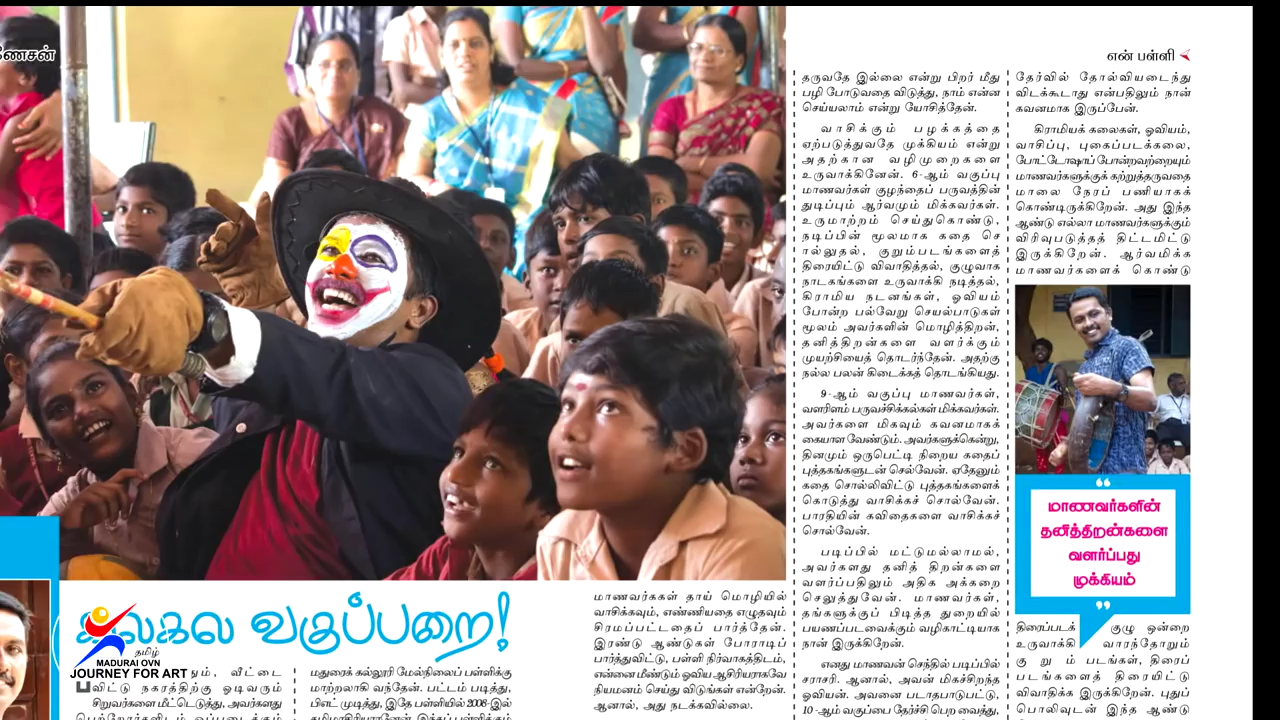 ணேசன்
என் பள்ளி
கலகல வகுப்பறை!
தமிழ்
MADURAI OVN
JOURNEY FOR ART
தும், வீட்டை
விட்டு நகரத்திற்கு ஓடிவரும்
சிறுவர்களை மீட்டெடுத்து, அவர்களது
மதுரைக் கல்லூரி மேல்நிலைப் பள்ளிக்கு
மாற்றலாகி வந்தேன். பட்டம் படித்து,
பிஎட் முடித்து, இதே பள்ளியில் 2008-இல்
மாணவர்ககள் தாய் மொழியில்
வாசிக்கவும், எண்ணியதை எழுதவும்
சிரமப்பட்டதைப் பார்த்தேன்.
இரண்டு ஆண்டுகள் போராடிப்
பார்த்துவிட்டு, பள்ளி நிர்வாகத்திடம்,
என்னை மீண்டும் ஓவிய ஆசிரியராகவே
நியமனம் செய்து விடுங்கள் என்றேன்.
ஆனால், அது நடக்கவில்லை.
தருவதே இல்லை என்று பிறர் மீது
பழி போடுவதை விடுத்து, நாம் என்ன
செய்யலாம் என்று யோசித்தேன்.
வாசிக்கும் பழக்கத்தை
ஏற்படுத்துவதே முக்கியம் என்று
அதற்கான வழிமுறைகளை
உருவாக்கினேன். 6-ஆம் வகுப்பு
மாணவர்கள் குழந்தைப் பருவத்தின்
துடிப்பும் ஆர்வமும் மிக்கவர்கள்.
உருமாற்றம் செய்துகொண்டு,
நடிப்பின் மூலமாக கதை சொ
ால்லுதல், குறும்படங்களைத்
திரையிட்டு விவாதித்தல், குழுவாக
நாடகங்களை உருவாக்கி நடித்தல்,
கிராமிய நடனங்கள், ஓவியம்
போன்ற பல்வேறு செயல்பாடுகள்
மூலம் அவர்களின் மொழித்திறன்,
தனித்திறன்களை வளர்க்கும்
முயற்சியைத் தொடர்ந்தேன். அதற்கு
நல்ல பலன் கிடைக்கத் தொடங்கியது.
9-ஆம் வகுப்பு மாணவர்கள்,
வளரிளம் பருவச்சிக்கல்கள் மிக்கவர்கள்.
அவர்களை மிகவும் கவனமாகக்
கையாள வேண்டும். அவர்களுக்கென்று,
தினமும் ஒருபெட்டி நிறைய கதைப்
புத்தகங்களுடன் செல்வேன். ஏதேனும்
கதை சொல்லிவிட்டு புத்தகங்களைக்
கொடுத்து வாசிக்கச் சொல்வேன்.
பாரதியின் கவிதைகளை வாசிக்கச்
சொல்வேன்.
படிப்பில் மட்டுமல்லாமல்,
அவர்களது தனித் திறன்களை
வளர்ப்பதிலும் அதிக அக்கறை
செலுத்துவேன். மாணவர்கள்,
தங்களுக்குப் பிடித்த துறையில்
பயணப்படவைக்கும் வழிகாட்டியாக
நான் இருக்கிறேன்.
எனது மாணவன் செந்தில் படிப்பில்
சராசரி. ஆனால், அவன் மிகச்சிறந்த
ஓவியன். அவனை படாதபாடுபட்டு,
10 -ஆம் வகுப்பை தேர்ச்சி பெற வைத்து,
தேர்வில் தோல்வியடைந்து
விடக்கூடாது என்பதிலும் நான்
கவனமாக இருப்பேன்.
கிராமியக் கலைகள், ஓவியம்,
வாசிப்பு, புகைப்படக்கலை,
போட்டோஷாப் போன்றவற்றையும்
மாணவர்களுக்குக் கற்றுத்தருவதை
மாலை நேரப் பணியாகக்
கொண்டிருக்கிறேன். அது இந்த
ஆண்டு எல்லா மாணவர்களுக்கும்
விரிவுபடுத்தத் திட்டமிட்டு
இருக்கிறேன். ஆர்வமிக்க
மாணவர்களைக் கொண்டு
“
மாணவர்களின்
தனித்திறன்களை
வளர்ப்பது
முக்கியம்
”
திரைப்படக் குழு ஒன்றை
உருவாக்கி வாரந்தோறும்
குறும் படங்கள், திரைப்
படங்களைத் திரையிட்டு
விவாதிக்க இருக்கிறேன். புதுப்
பொலிவுடன் இந்த ஆண்டு